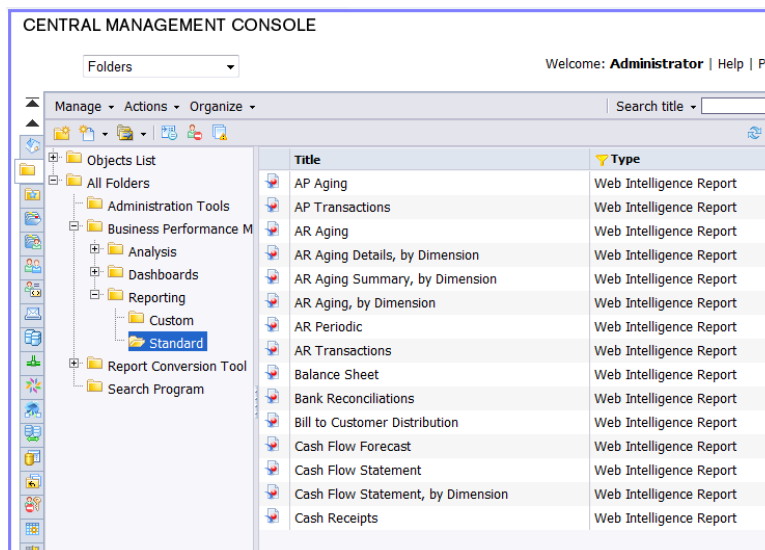 CENTRAL MANAGEMENT CONSOLE
Folders
Welcome: Administrator | Help | P
Manage Actions Organize
Search title
Objects List
All Folders
Administration Tools
Business Performance M
Analysis
Dashboards
Reporting
Custom
Standard
Report Conversion Tool
Search Program
Title Type
AP Aging Web Intelligence Report
AP Transactions Web Intelligence Report
AR Aging Web Intelligence Report
AR Aging Details, by Dimension Web Intelligence Report
AR Aging Summary, by Dimension Web Intelligence Report
AR Aging, by Dimension Web Intelligence Report
AR Periodic Web Intelligence Report
AR Transactions Web Intelligence Report
Balance Sheet Web Intelligence Report
Bank Reconciliations Web Intelligence Report
Bill to Customer Distribution Web Intelligence Report
Cash Flow Forecast Web Intelligence Report
Cash Flow Statement Web Intelligence Report
Cash Flow Statement, by Dimension Web Intelligence Report
Cash Receipts Web Intelligence Report